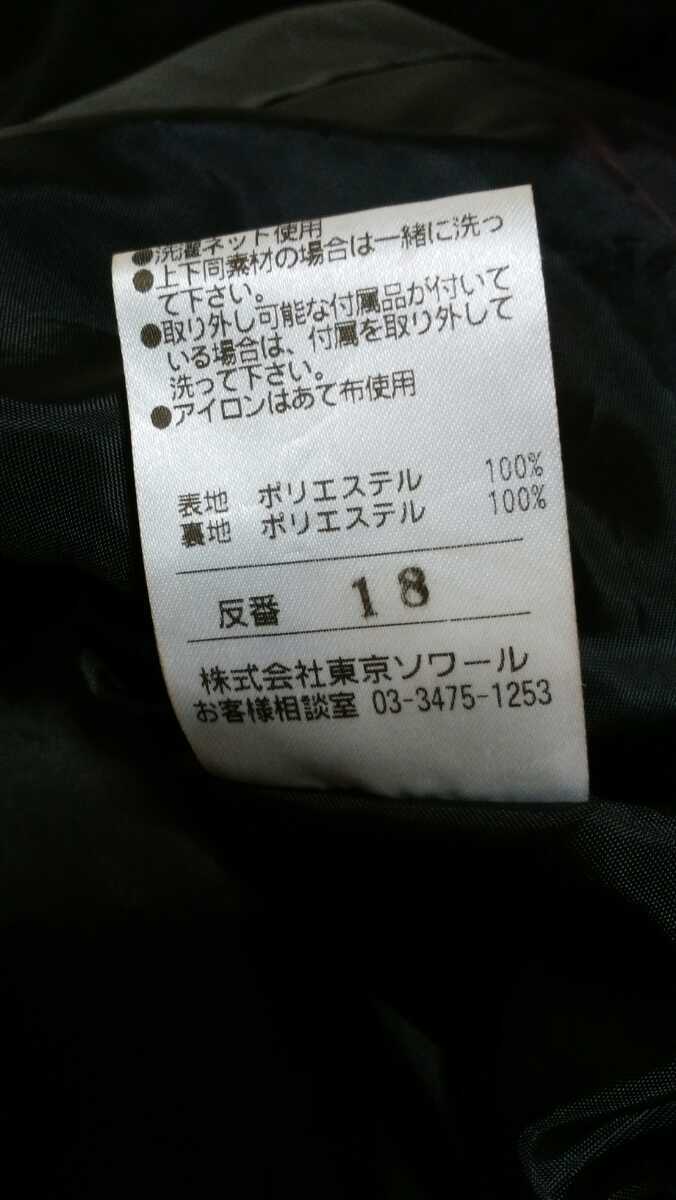 ●洗濯ネット使用
●上下同素材の場合は一緒に洗っ
て下さい。
●取り外し可能な付属品が付いて
いる場合は、付属を取り外して
洗って下さい。
●アイロンはあて布使用
表地 ポリエステル 100%
裏地 ポリエステル 100%
反番 18
株式会社東京ソワール
お客様相談室 03-3475-1253